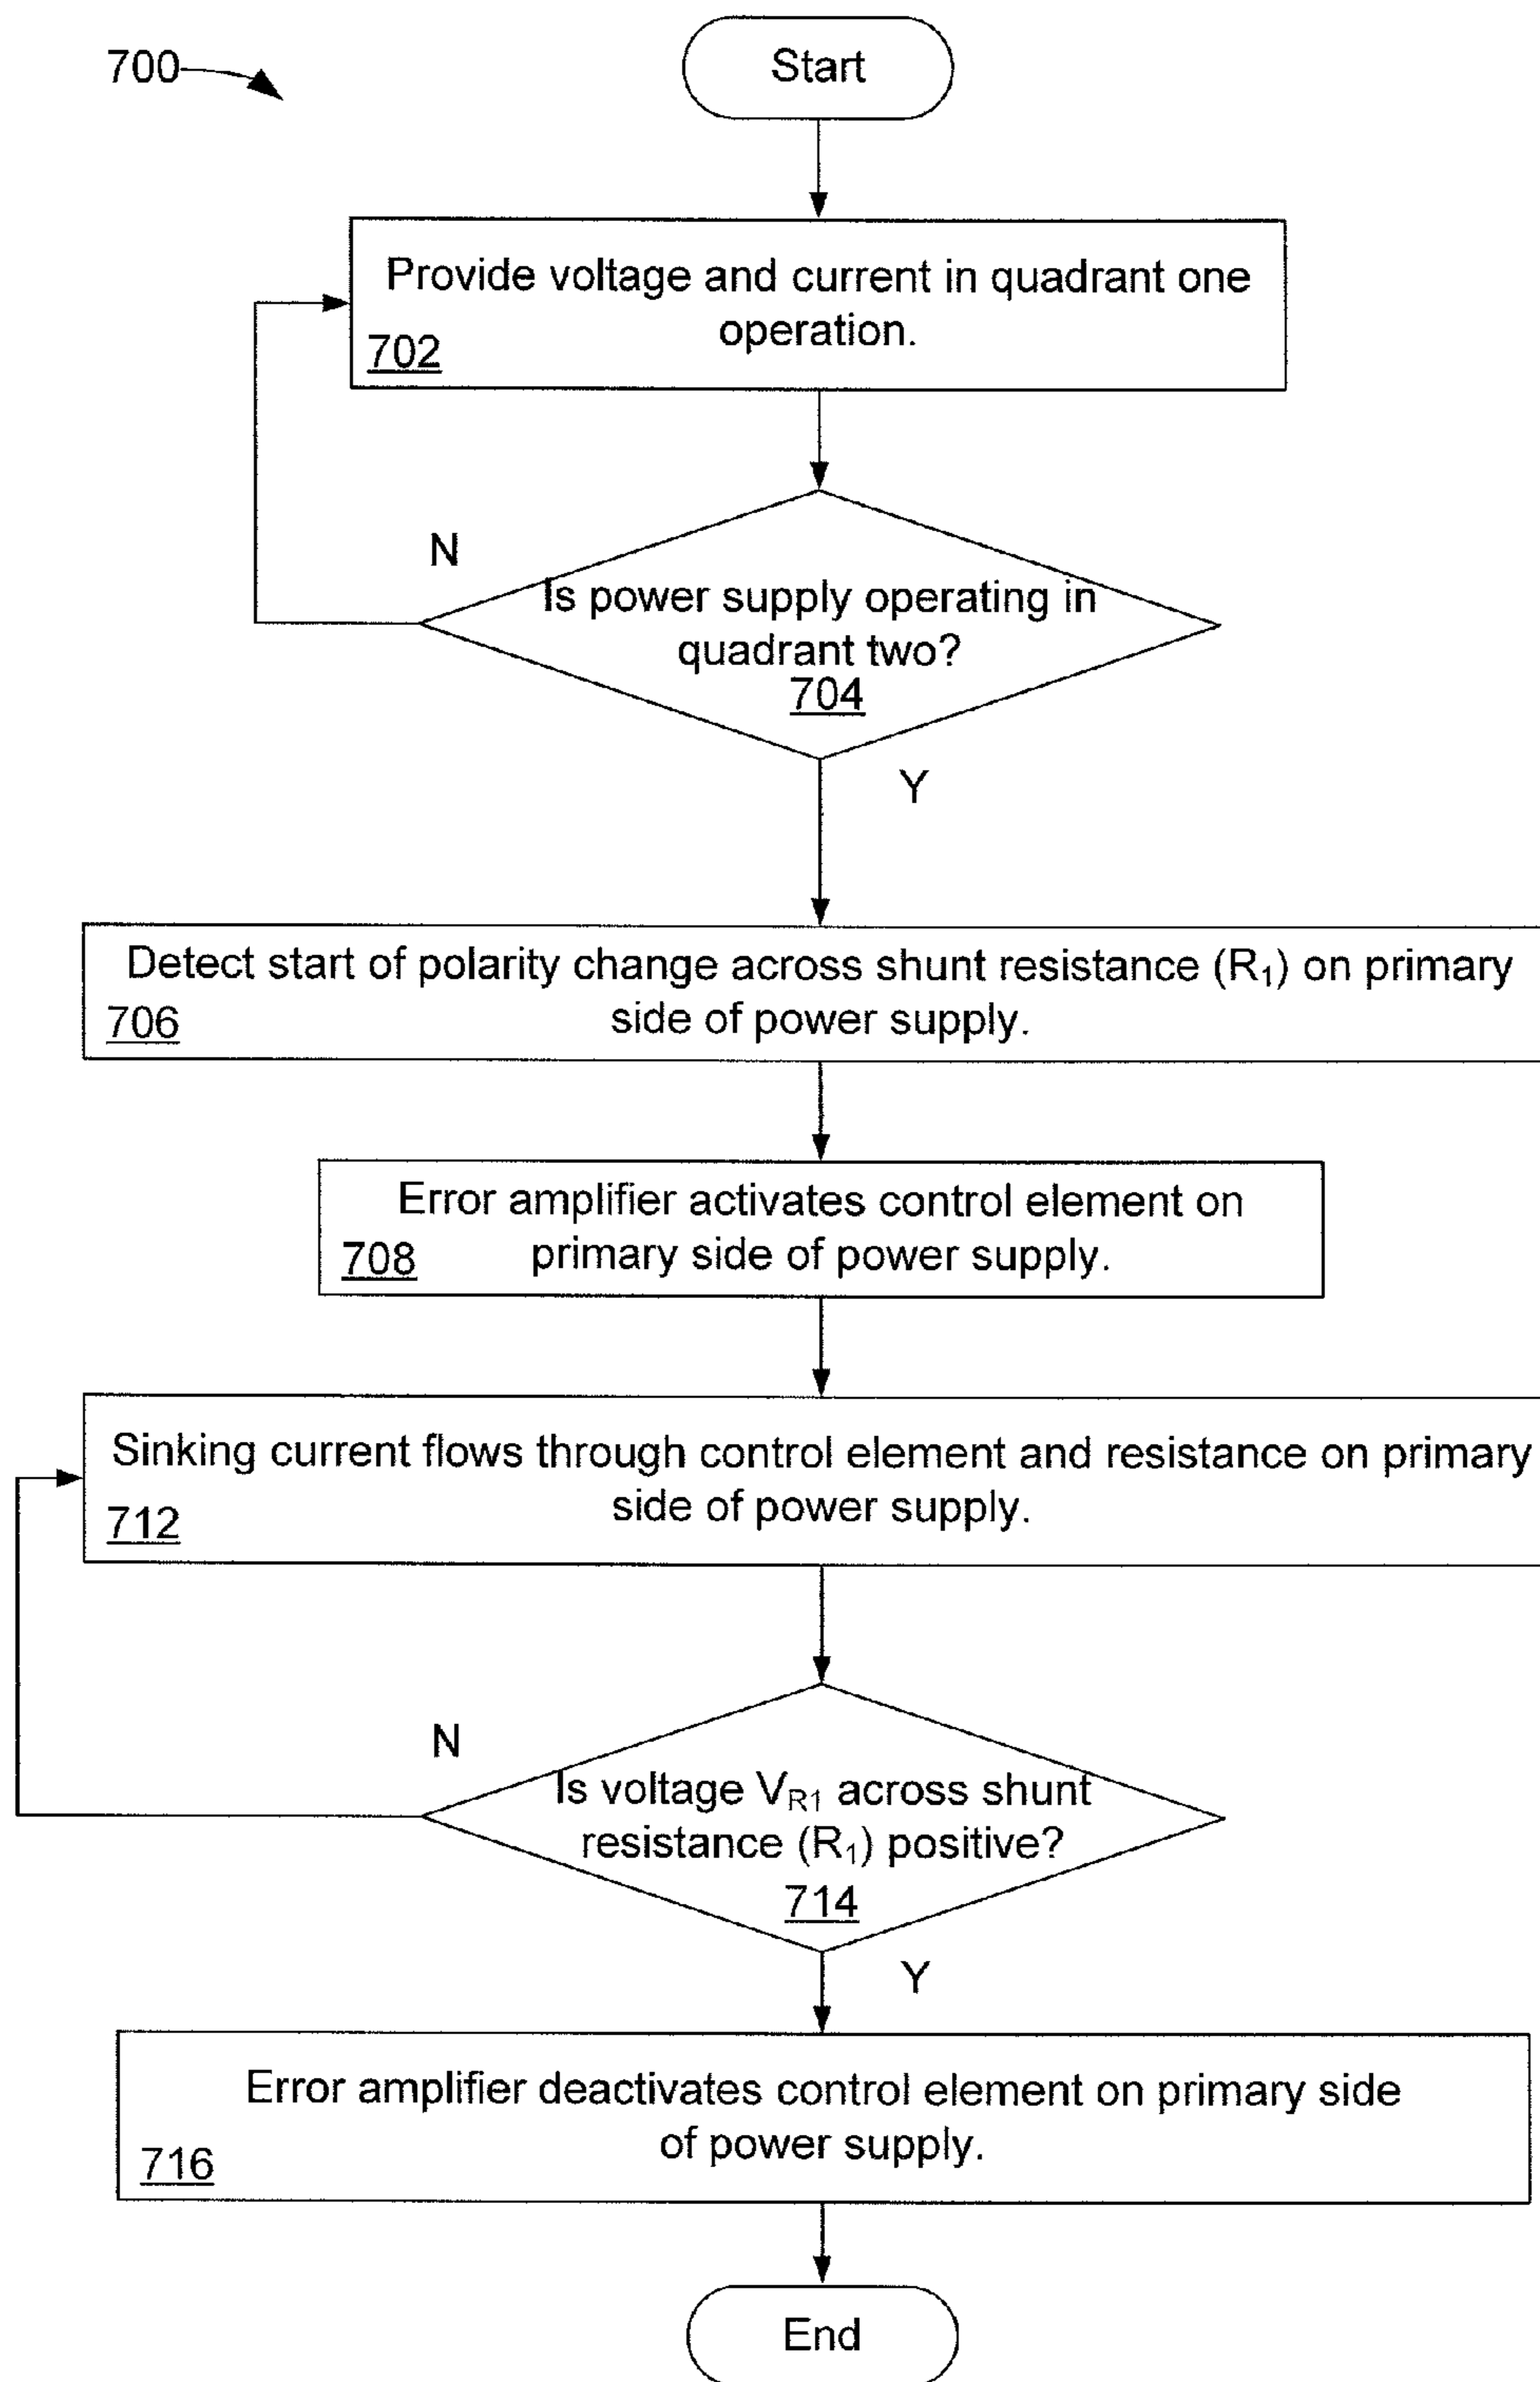 700
Start
Provide voltage and current in quadrant one
operation.
702
N
Is power supply operating in
quadrant two?
704
Y
Detect start of polarity change across shunt resistance (R₁) on primary
side of power supply.
706
Error amplifier activates control element on
primary side of power supply.
708
Sinking current flows through control element and resistance on primary
side of power supply.
712
N
Is voltage V_R1 across shunt
resistance (R₁) positive?
714
Y
Error amplifier deactivates control element on primary side
of power supply.
716
End